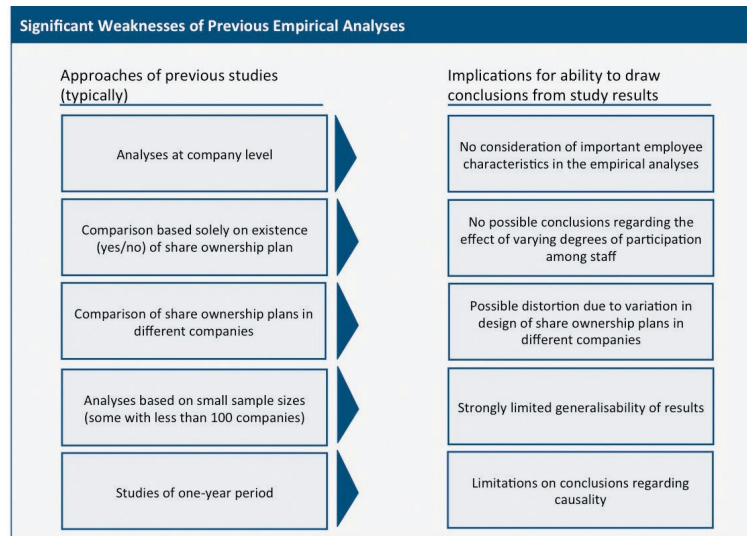 Significant Weaknesses of Previous Empirical Analyses
Approaches of previous studies
(typically)
Implications for ability to draw
conclusions from study results
Analyses at company level
No consideration of important employee
characteristics in the empirical analyses
Comparison based solely on existence
(yes/no) of share ownership plan
No possible conclusions regarding the
effect of varying degrees of participation
among staff
Comparison of share ownership plans in
different companies
Possible distortion due to variation in
design of share ownership plans in
different companies
Analyses based on small sample sizes
(some with less than 100 companies)
Strongly limited generalisability of results
Studies of one-year period
Limitations on conclusions regarding
causality